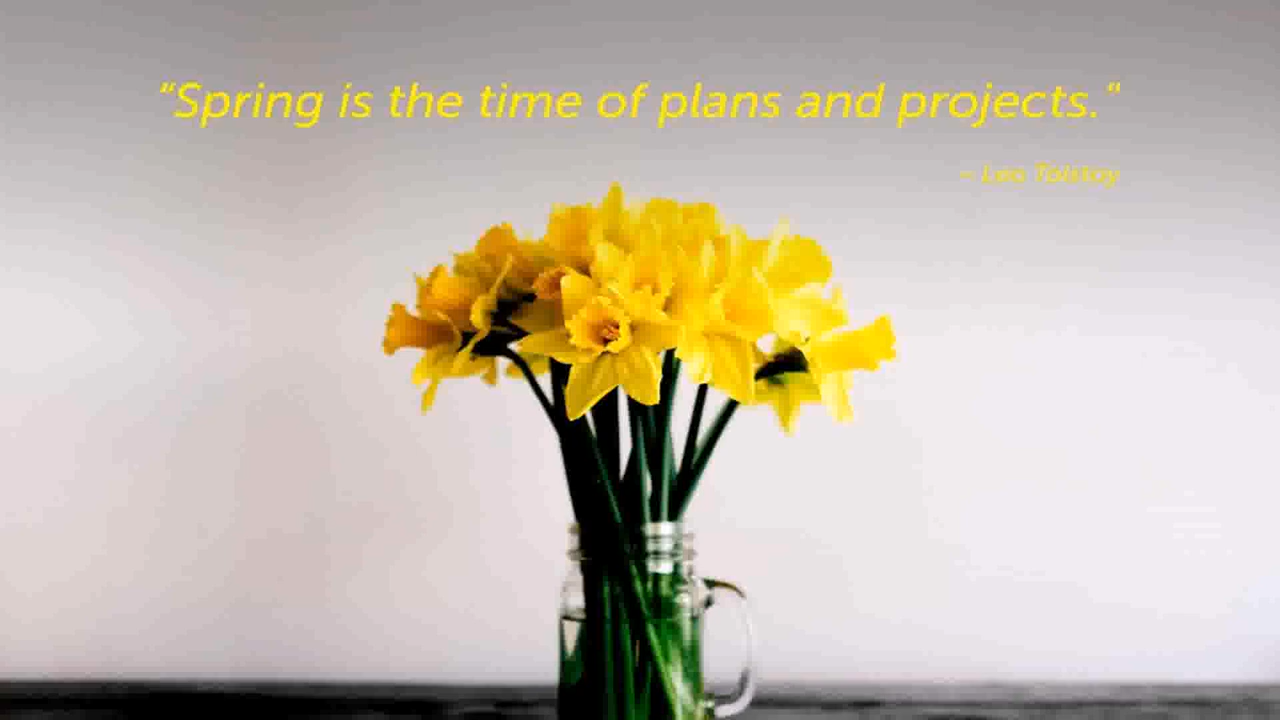 “Spring is the time of plans and projects.“
– Leo Tolstoy